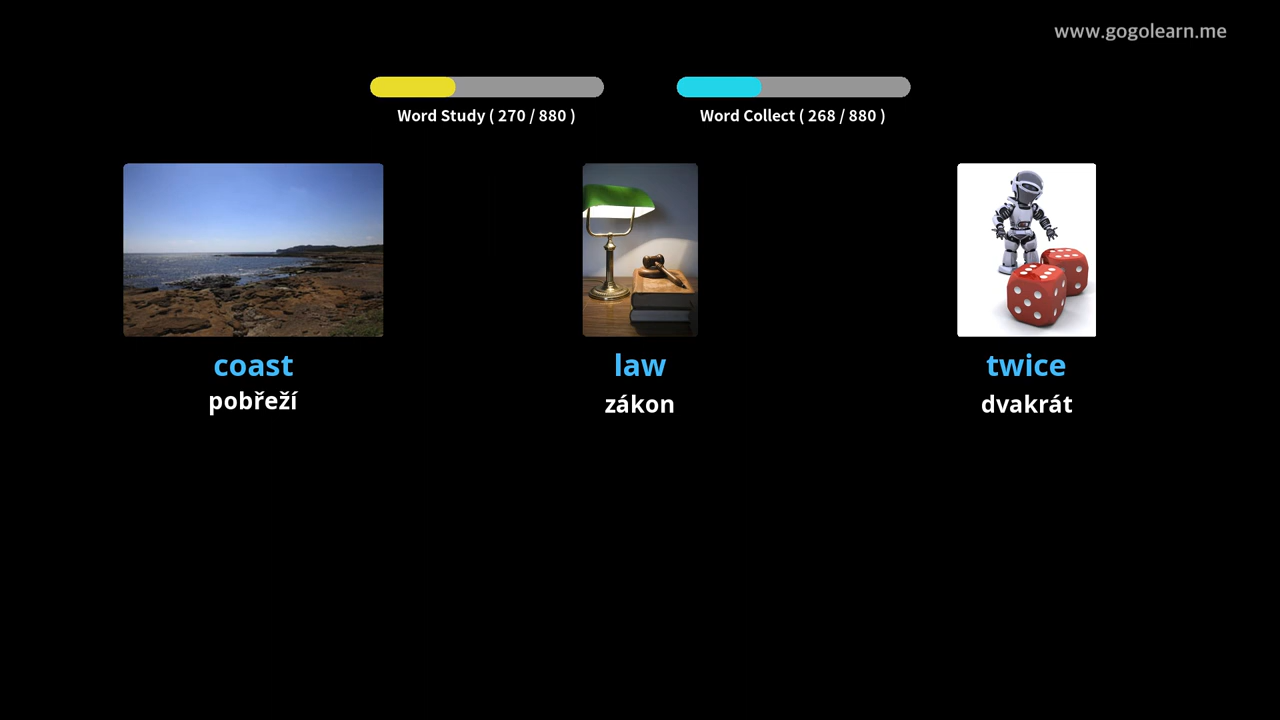 www.gogolearn.me
Word Study ( 270 / 880 )
Word Collect ( 268 / 880 )
coast
pobřeží
law
zákon
twice
dvakrát